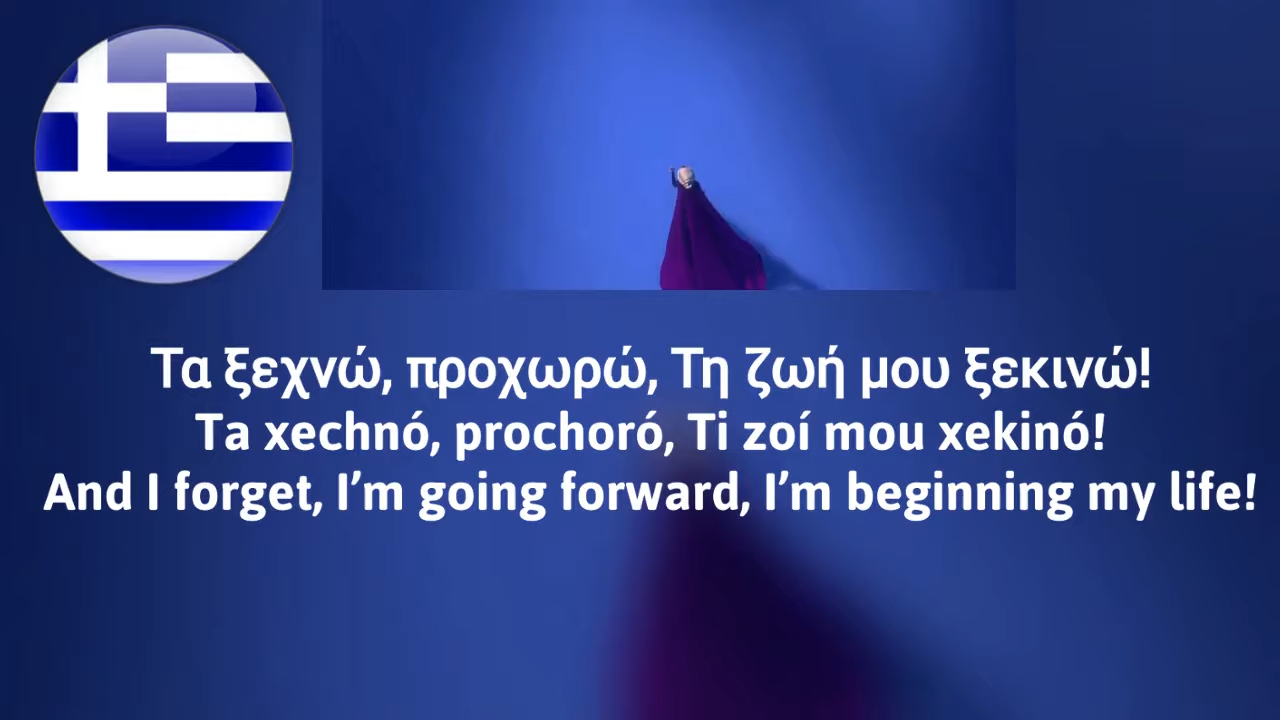 Τα ξεχνώ, προχωρώ, Τη ζωή μου ξεκινώ!
Ta xechnó, prochoró, Ti zoí mou xekinó!
And I forget, I’m going forward, I’m beginning my life!